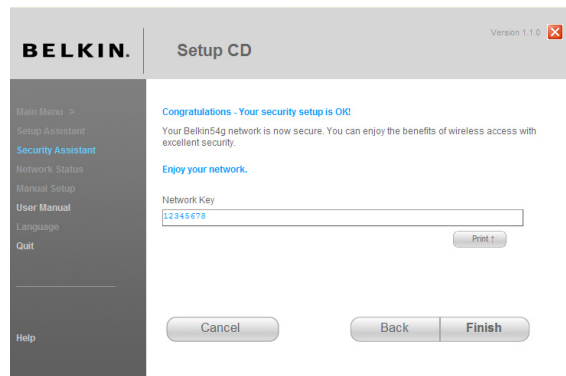 BELKIN.
Setup CD
Version 1.1.0
Main Menu >
Setup Assistant
Security Assistant
Network Status
Manual Setup
User Manual
Language
Quit
Help
Congratulations - Your security setup is OK!
Your Belkin54g network is now secure. You can enjoy the benefits of wireless access with
excellent security.
Enjoy your network.
Network Key
12345678
Print ↑
Cancel
Back
Finish